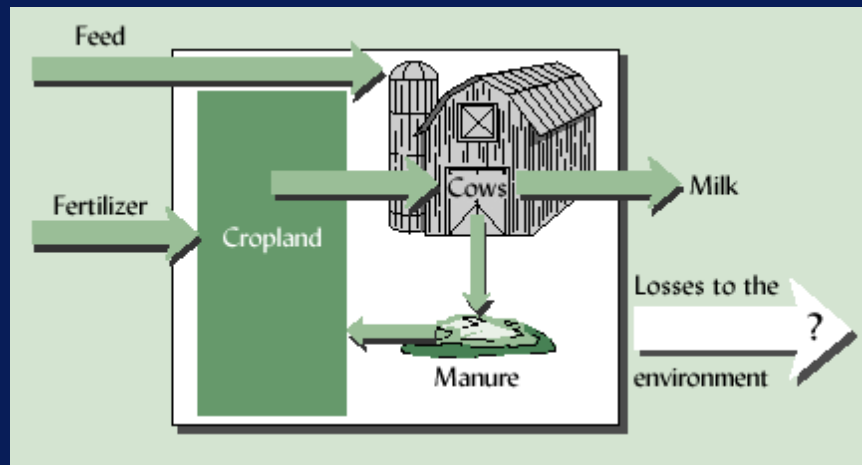 Feed
Fertilizer
Cropland
Cows
Milk
Manure
Losses to the
?
environment